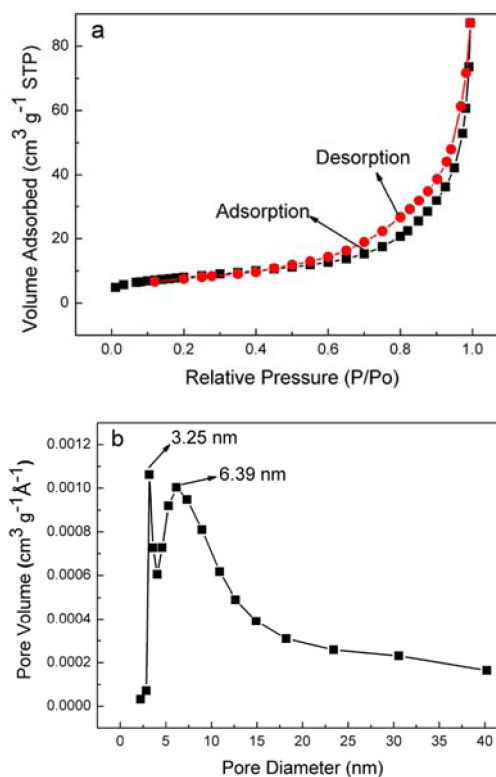 a
Volume Adsorbed (cm³ g⁻¹ STP)
80
60
40
20
0
Desorption
Adsorption
0.0 0.2 0.4 0.6 0.8 1.0
Relative Pressure (P/Po)
b
3.25 nm
6.39 nm
Pore Volume (cm³ g⁻¹Å⁻¹)
0.0012
0.0010
0.0008
0.0006
0.0004
0.0002
0.0000
0 5 10 15 20 25 30 35 40
Pore Diameter (nm)